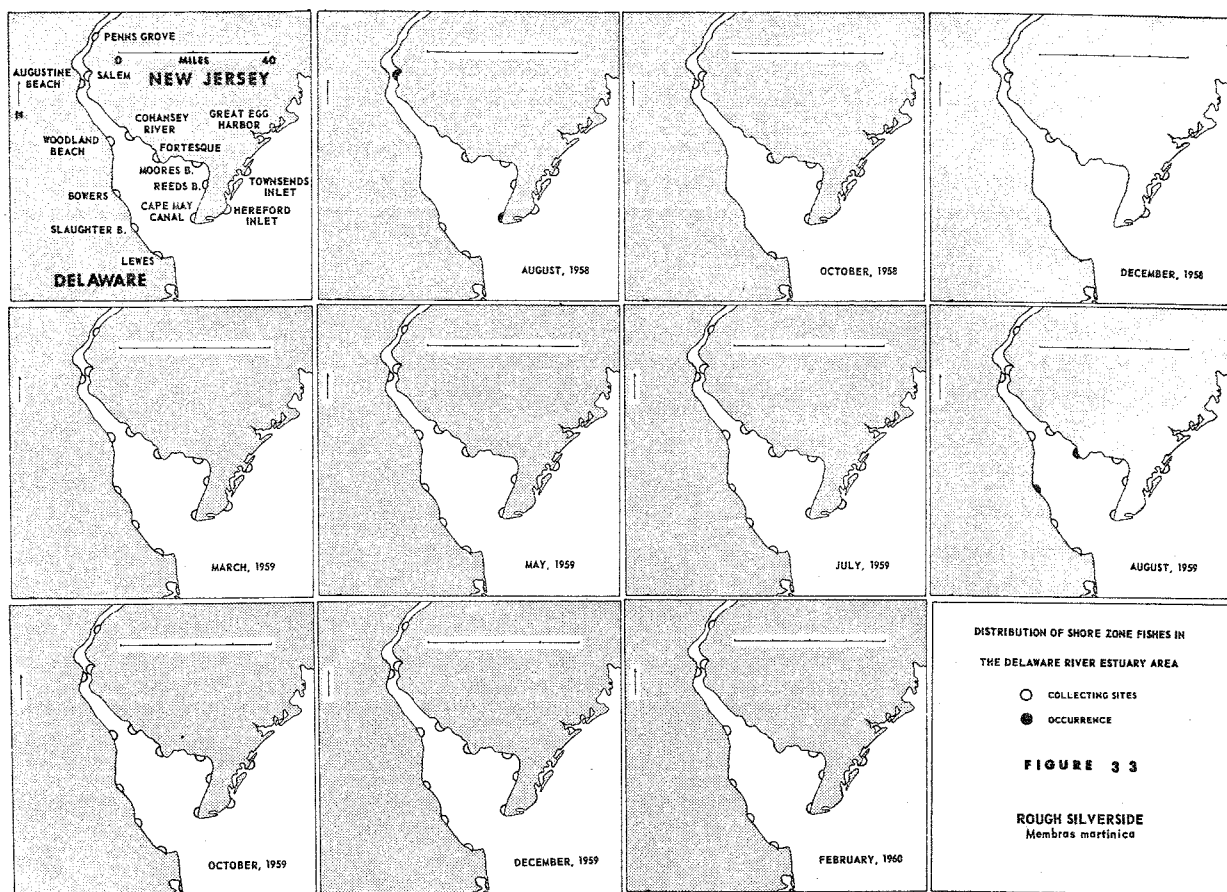 PENNS GROVE
0 MILES 40
AUGUSTINE
BEACH
SALEM
NEW JERSEY
COHANSEY
RIVER
GREAT EGG
HARBOR
WOODLAND
BEACH
FORTESQUE
MOORES B.
REEDS B.
TOWNSENDS
INLET
BOWERS
CAPE MAY
CANAL
HEREFORD
INLET
SLAUGHTER B.
LEWES
DELAWARE
AUGUST, 1958
OCTOBER, 1958
DECEMBER, 1958
MARCH, 1959
MAY, 1959
JULY, 1959
AUGUST, 1959
OCTOBER, 1959
DECEMBER, 1959
FEBRUARY, 1960
DISTRIBUTION OF SHORE ZONE FISHES IN
THE DELAWARE RIVER ESTUARY AREA
COLLECTING SITES
OCCURRENCE
FIGURE 33
ROUGH SILVERSIDE
Membras martinica